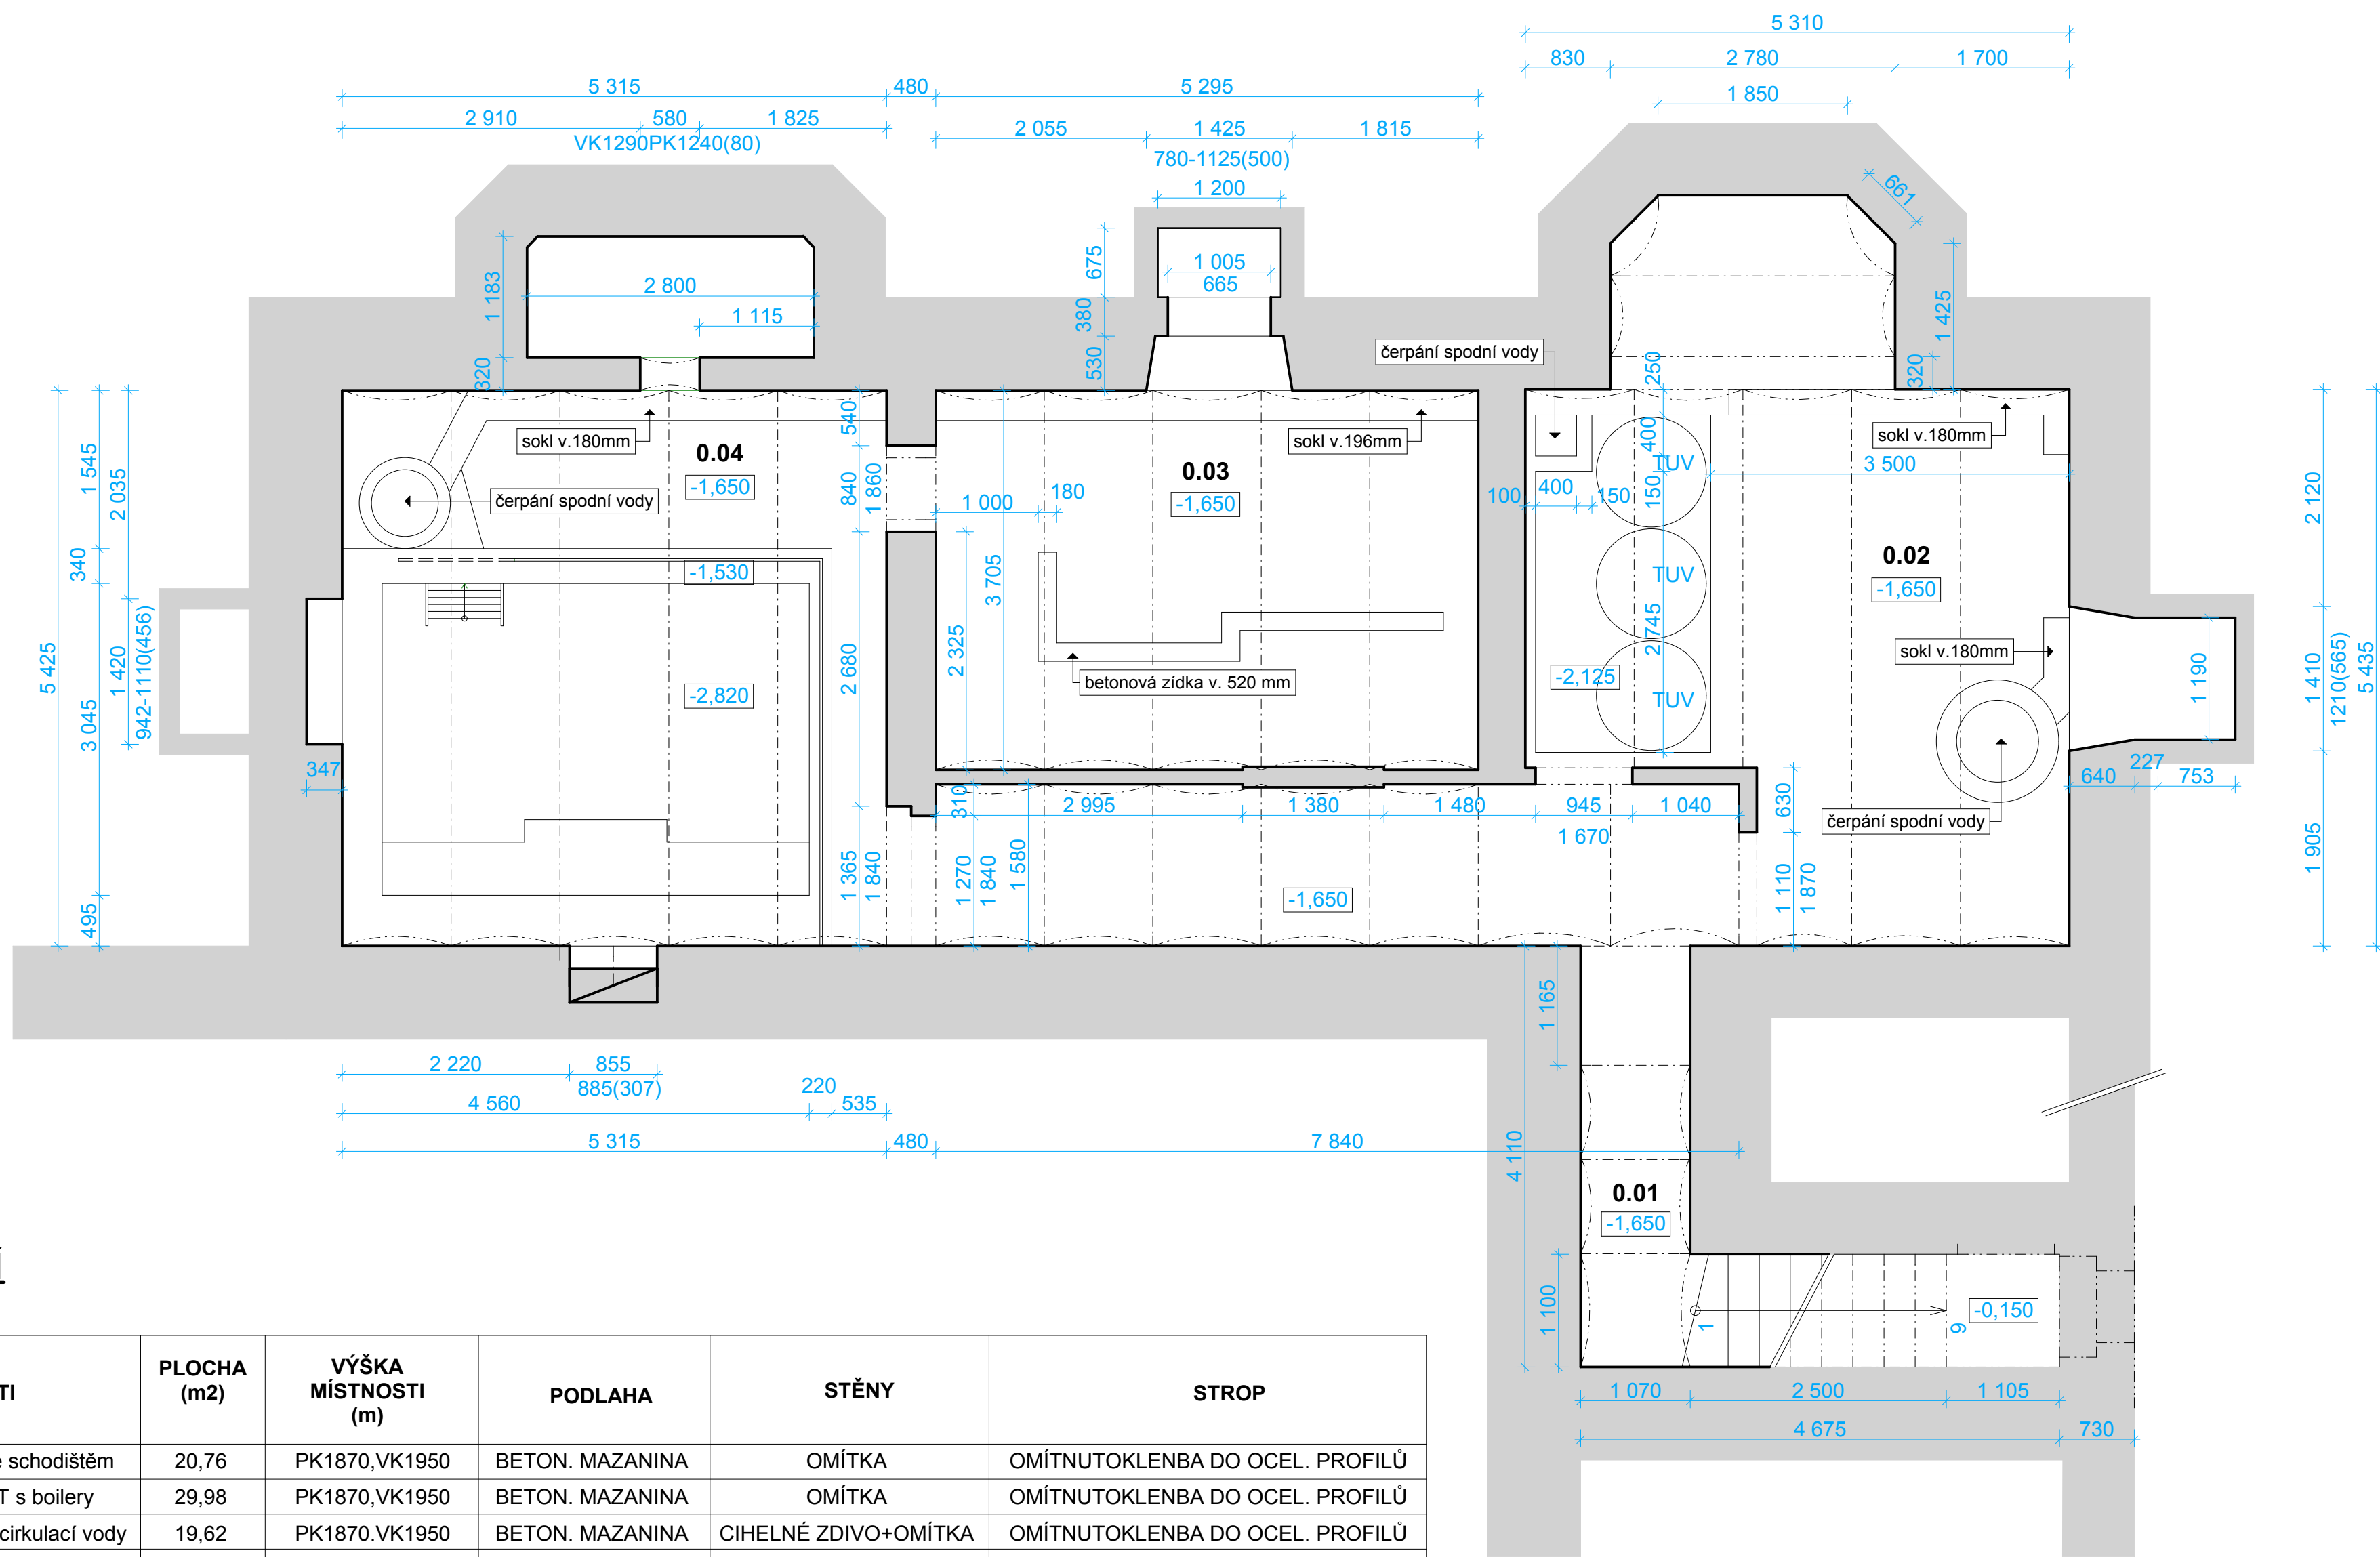 5 310
830 2 780 1 700
1 850
5 315 480 5 295
2 910 580 1 825
VK1290PK1240(80)
2 055 1 425 1 815
780-1125(500)
1 200
661
675
1 005
665
380
530
1 183
2 800
1 115
320
1 425
320
250
čerpání spodní vody
sokl v.180mm
0.04
-1,650
čerpání spodní vody
-1,530
-2,820
540
840
1 860
2 680
1 365
1 840
sokl v.196mm
0.03
-1,650
1 000
180
3 705
2 325
betonová zídka v. 520 mm
400
TUV
150
100
400
150
TUV
2 745
-2,125
TUV
sokl v.180mm
3 500
0.02
-1,650
sokl v.180mm
čerpání spodní vody
5 425
1 545
340
3 045
495
2 035
1 420
942-1110(456)
347
2 120
1 410
1210(565)
5 435
1 905
1 190
640
227
753
310
2 995 1 380 1 480 945 1 040
1 670
630
1 110
1 870
1 270
1 840
1 580
-1,650
2 220 855
885(307)
4 560 220 535
5 315 480 7 840
1 165
4 110
1 100
0.01
-1,650
1
9
-0,150
1 070 2 500 1 105
4 675 730
Í
TI PLOCHA (m2) VÝŠKA MÍSTNOSTI (m) PODLAHA STĚNY STROP
e schodištěm 20,76 PK1870,VK1950 BETON. MAZANINA OMÍTKA OMÍTNUTOKLENBA DO OCEL. PROFILŮ
T s boilery 29,98 PK1870,VK1950 BETON. MAZANINA OMÍTKA OMÍTNUTOKLENBA DO OCEL. PROFILŮ
cirkulací vody 19,62 PK1870.VK1950 BETON. MAZANINA CIHELNÉ ZDIVO+OMÍTKA OMÍTNUTOKLENBA DO OCEL. PROFILŮ